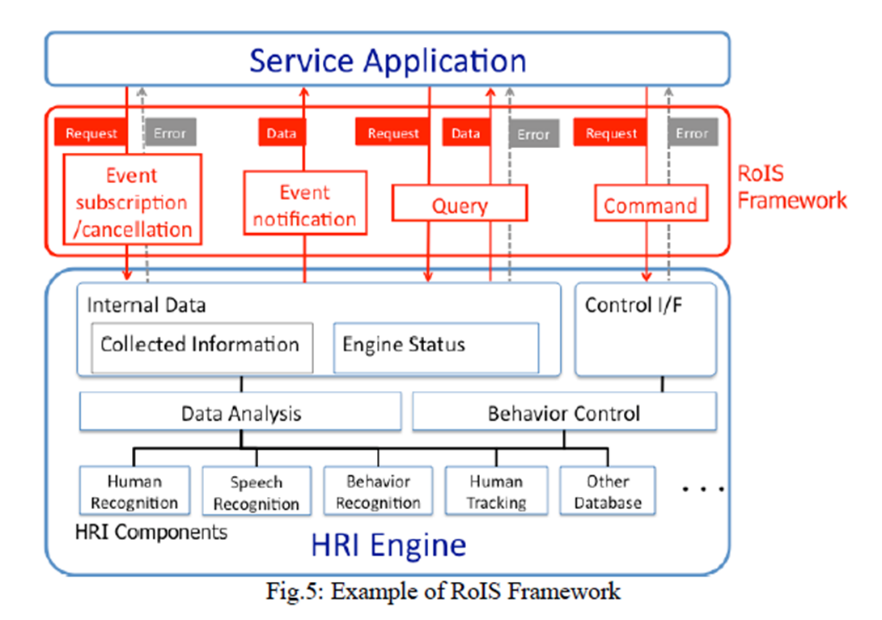 Service Application
Request
Error
Data
Request
Data
Error
Request
Error
Event
subscription
/cancellation
Event
notification
Query
Command
RoIS
Framework
Internal Data
Control I/F
Collected Information
Engine Status
Data Analysis
Behavior Control
Human
Recognition
Speech
Recognition
Behavior
Recognition
Human
Tracking
Other
Database
. . .
HRI Components
HRI Engine
Fig.5: Example of RoIS Framework